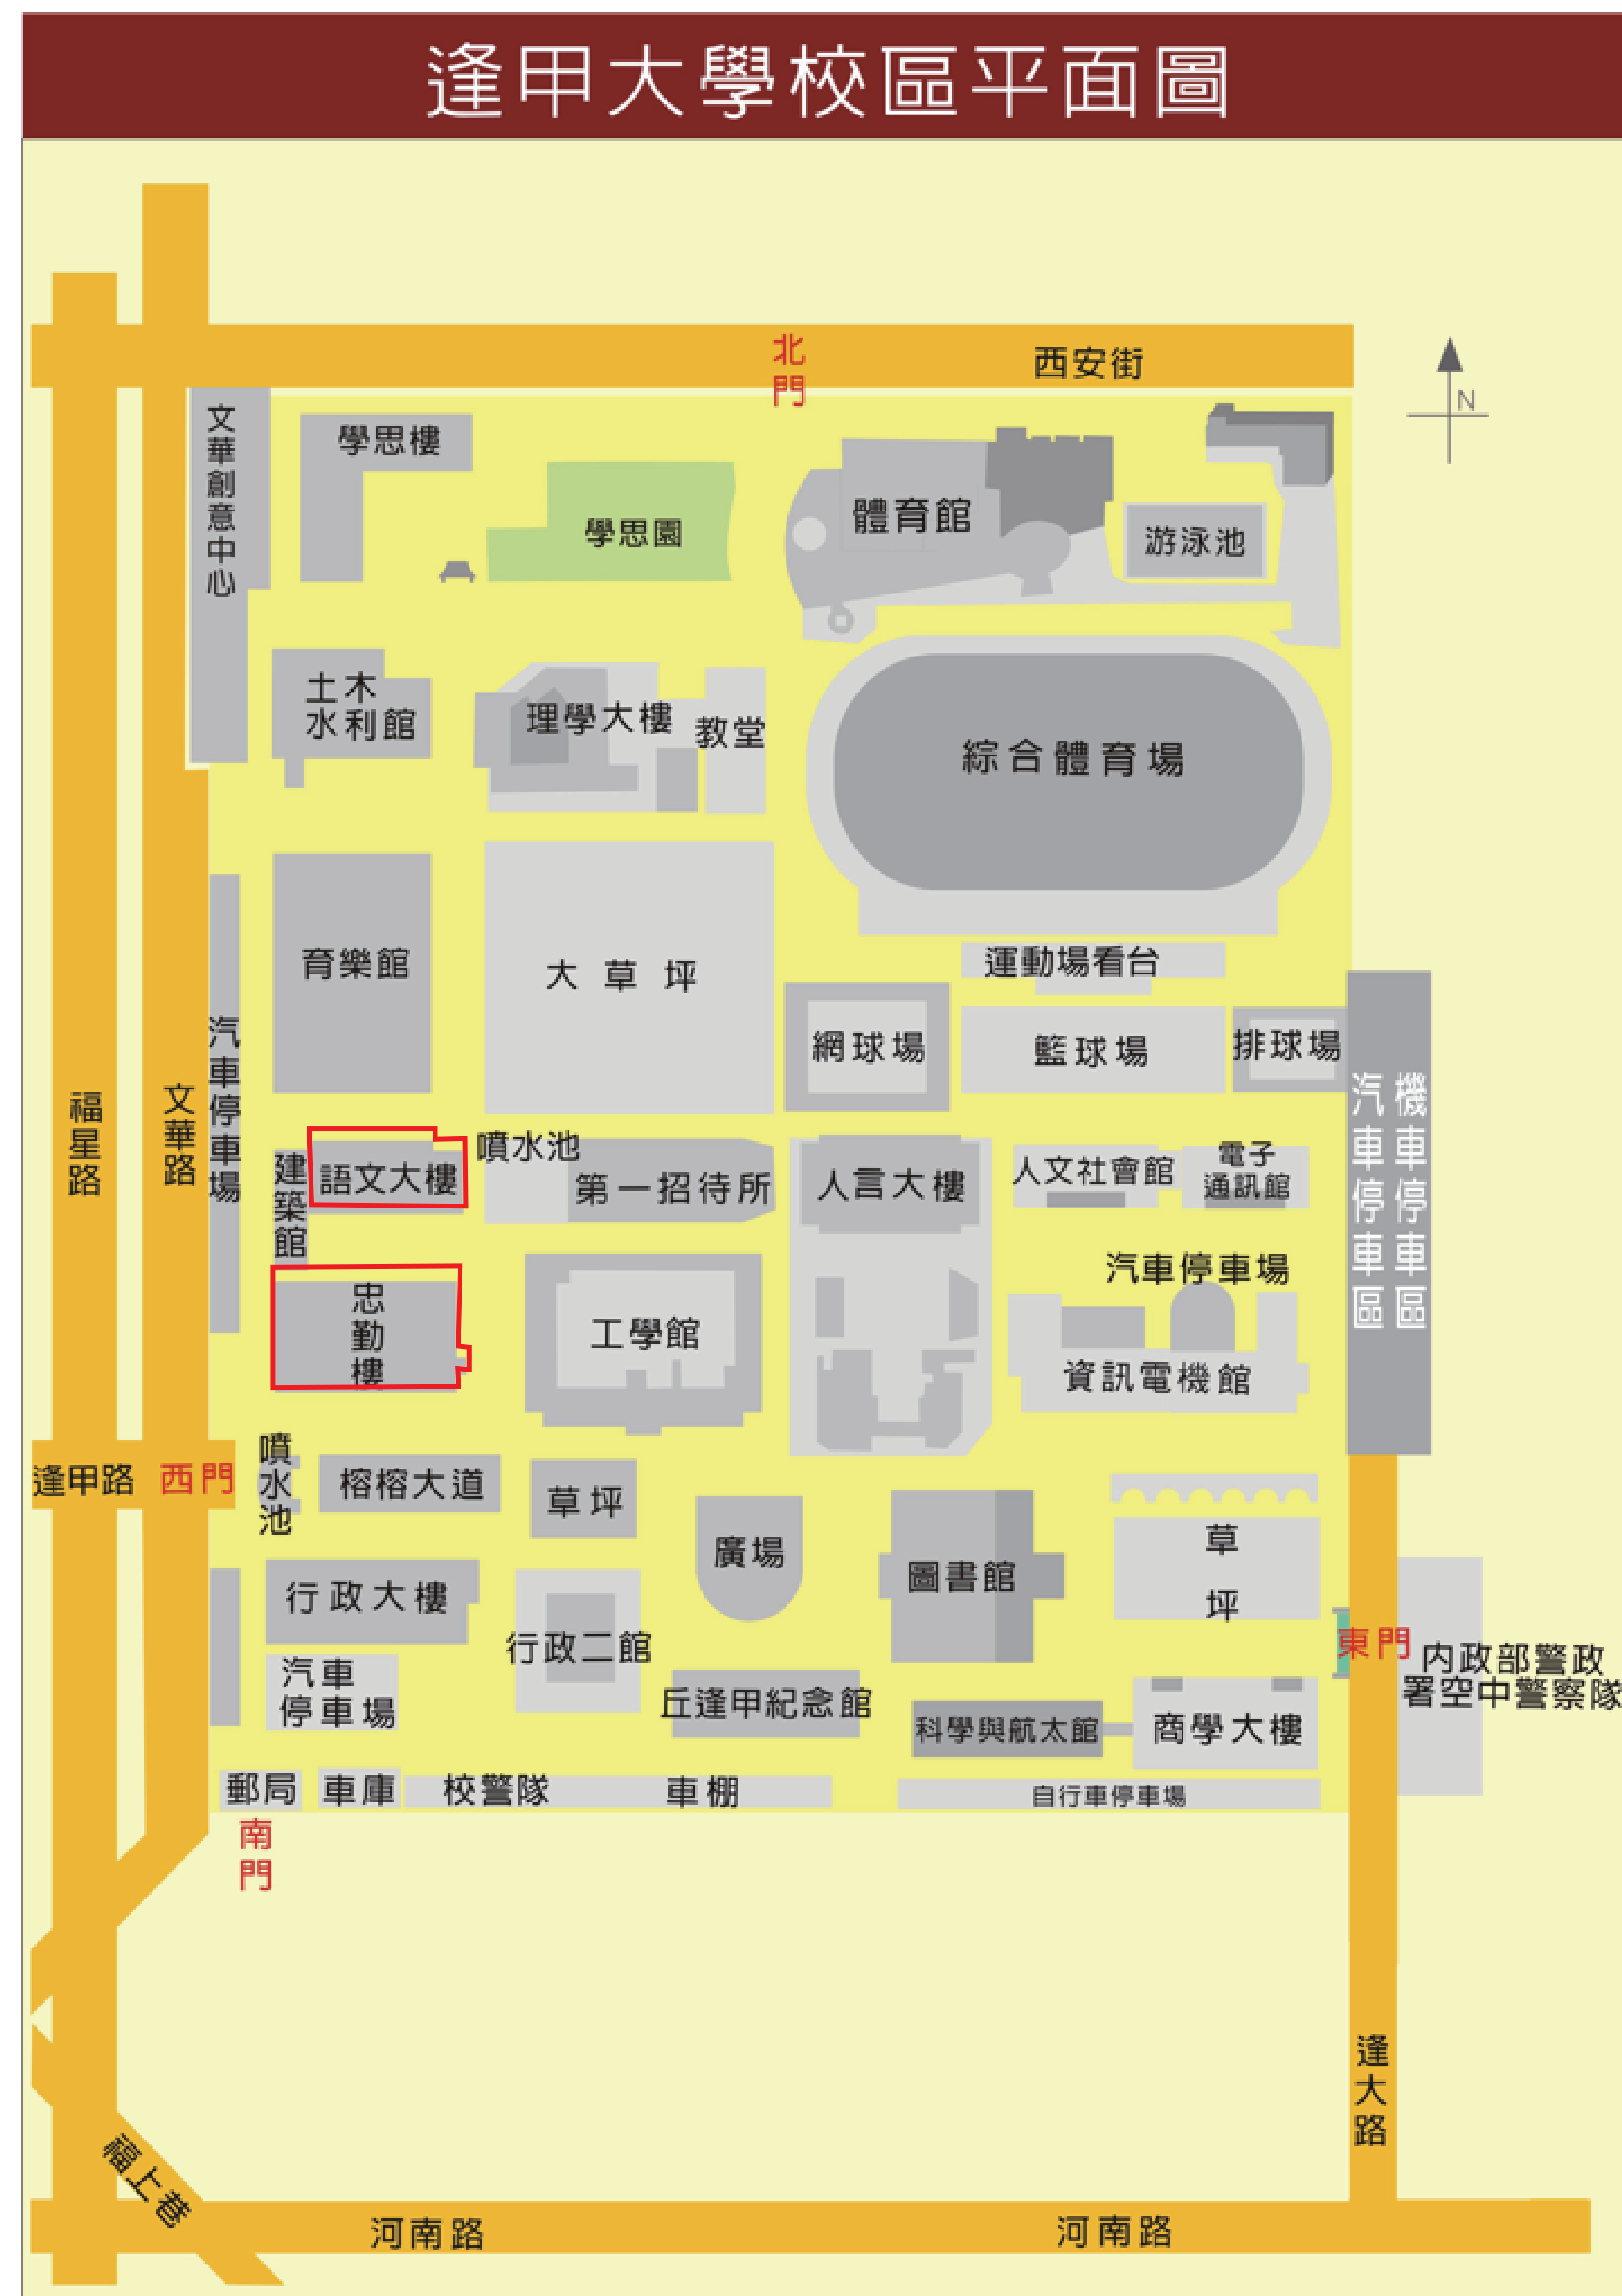 逢甲大學校區平面圖
北門
西安街
N
文華創意中心
學思樓
學思園
體育館
游泳池
土木
水利館
理學大樓
教堂
綜合體育場
育樂館
大草坪
運動場看台
網球場
籃球場
排球場
汽車停車區
機車停車區
福星路
文華路
汽車停車場
建築館
語文大樓
噴水池
第一招待所
人言大樓
人文社會館
電子
通訊館
汽車停車場
忠勤樓
工學館
資訊電機館
逢甲路
西門
噴水池
榕榕大道
草坪
廣場
圖書館
草坪
行政大樓
行政二館
東門
內政部警政
署空中警察隊
汽車
停車場
丘逢甲紀念館
科學與航太館
商學大樓
郵局
車庫
校警隊
車棚
自行車停車場
南門
逢大路
福上巷
河南路
河南路